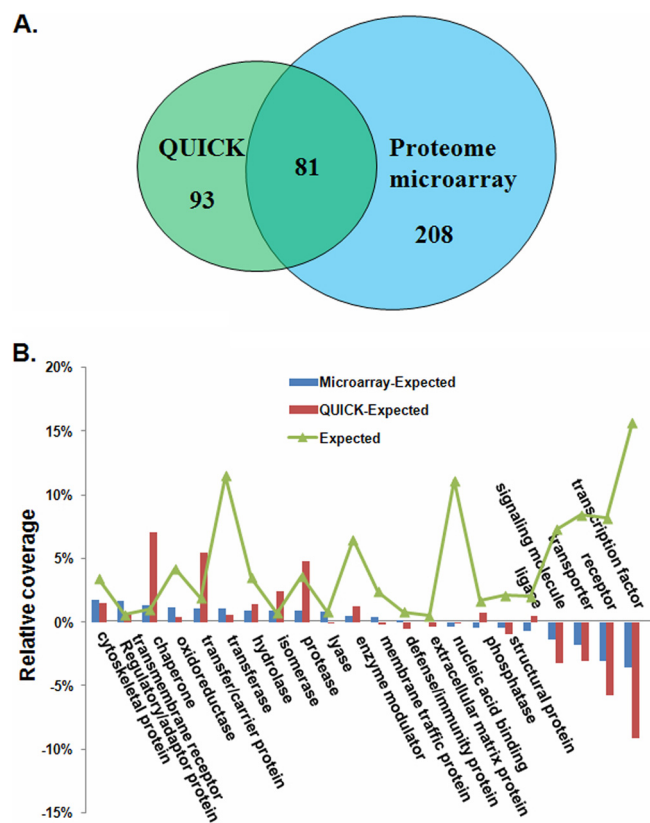 A.
QUICK
93
81
Proteome
microarray
208
B.
20%
15%
10%
5%
0%
-5%
-10%
-15%
Relative coverage
Microarray-Expected
QUICK-Expected
Expected
cytoskeletal protein
Regulatory/adaptor protein
transmembrane receptor
chaperone
oxidoreductase
transfer/carrier protein
transferase
hydrolase
isomerase
protease
lyase
enzyme modulator
membrane traffic protein
defense/immunity protein
extracellular matrix protein
nucleic acid binding
phosphatase
structural protein
ligase
signaling molecule
transporter
receptor
transcription factor